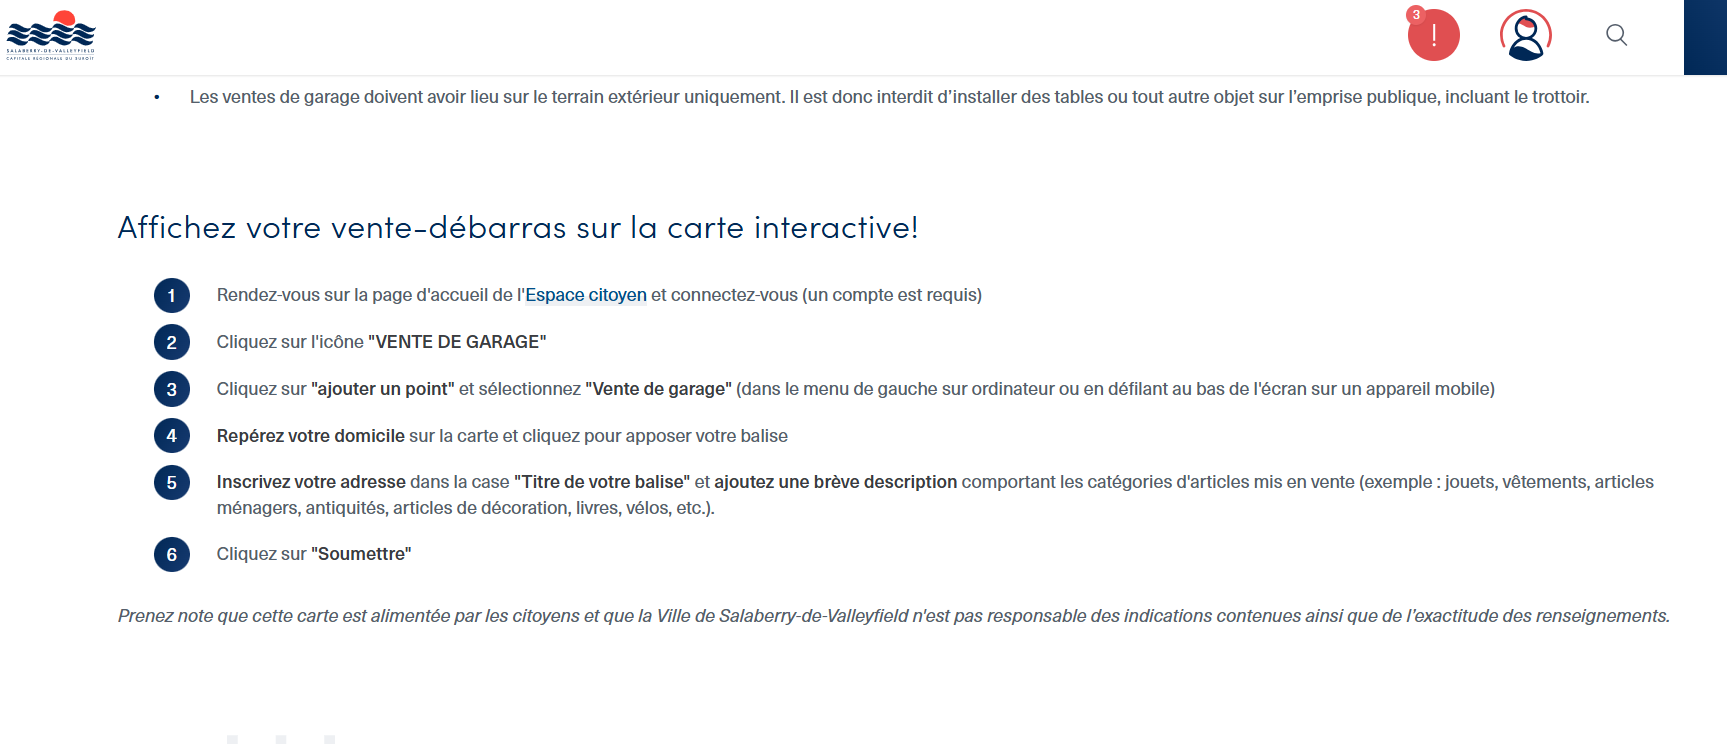 SALABERRY-DE-VALLEYFIELD
CAPITALE RÉGIONALE DU SUROÎT
3
!
• Les ventes de garage doivent avoir lieu sur le terrain extérieur uniquement. Il est donc interdit d’installer des tables ou tout autre objet sur l’emprise publique, incluant le trottoir.
Affichez votre vente-débarras sur la carte interactive!
1 Rendez-vous sur la page d'accueil de l'Espace citoyen et connectez-vous (un compte est requis)
2 Cliquez sur l'icône "VENTE DE GARAGE"
3 Cliquez sur "ajouter un point" et sélectionnez "Vente de garage" (dans le menu de gauche sur ordinateur ou en défilant au bas de l'écran sur un appareil mobile)
4 Repérez votre domicile sur la carte et cliquez pour apposer votre balise
5 Inscrivez votre adresse dans la case "Titre de votre balise" et ajoutez une brève description comportant les catégories d'articles mis en vente (exemple : jouets, vêtements, articles
ménagers, antiquités, articles de décoration, livres, vélos, etc.).
6 Cliquez sur "Soumettre"
Prenez note que cette carte est alimentée par les citoyens et que la Ville de Salaberry-de-Valleyfield n'est pas responsable des indications contenues ainsi que de l’exactitude des renseignements.